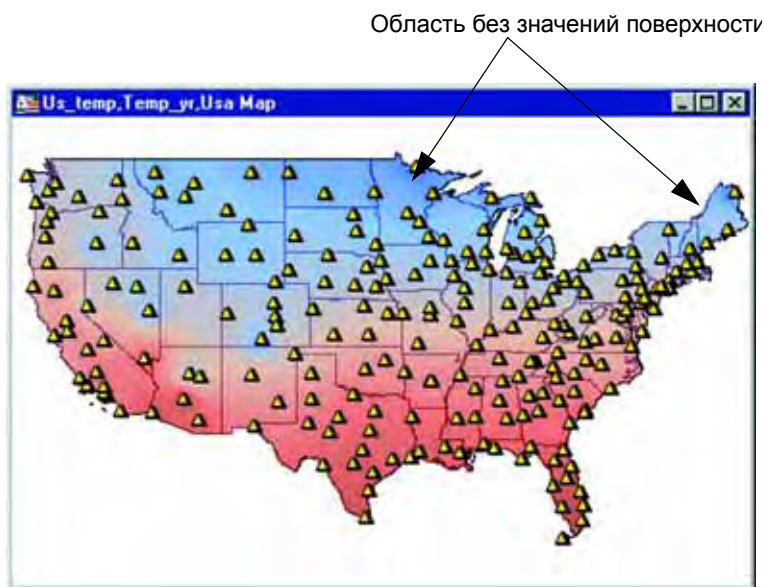 Область без значений поверхности
Us_temp,Temp_yr,Usa Map